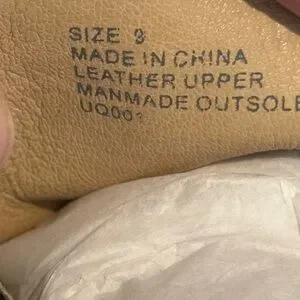 SIZE 9
MADE IN CHINA
LEATHER UPPER
MANMADE OUTSOLE